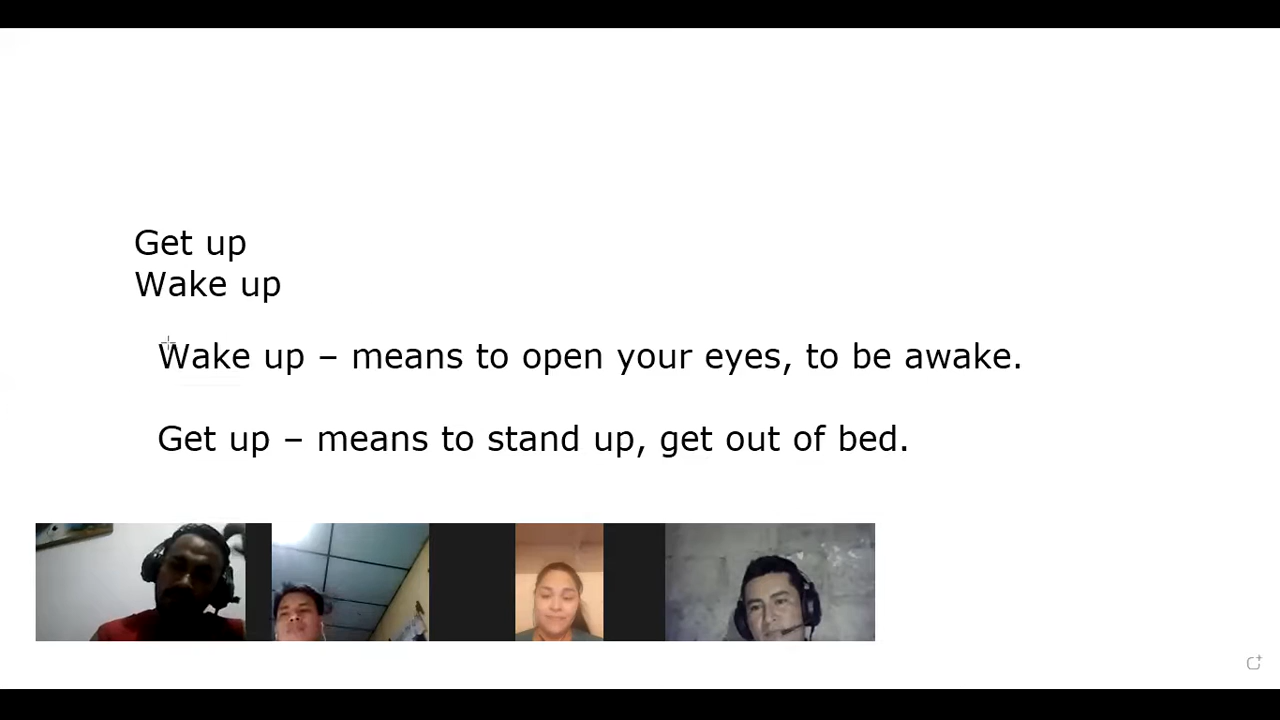 Get up
Wake up
Wake up – means to open your eyes, to be awake.
Get up – means to stand up, get out of bed.